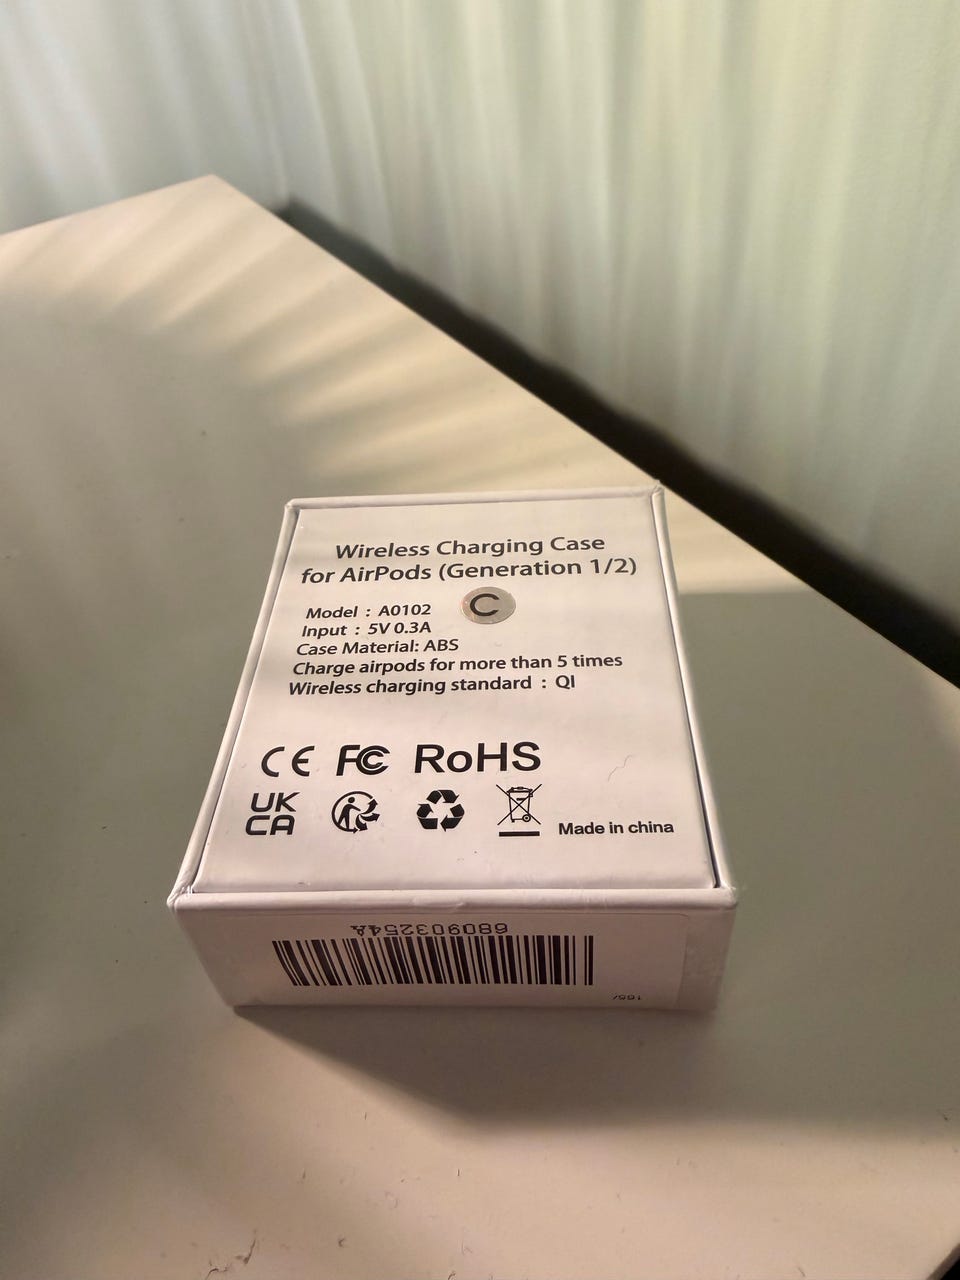 Wireless Charging Case
for AirPods (Generation 1/2)
Model : A0102
C
Input : 5V 0.3A
Case Material: ABS
Charge airpods for more than 5 times
Wireless charging standard : QI
CE FC RoHS
UK
CA
Made in china
680903254A